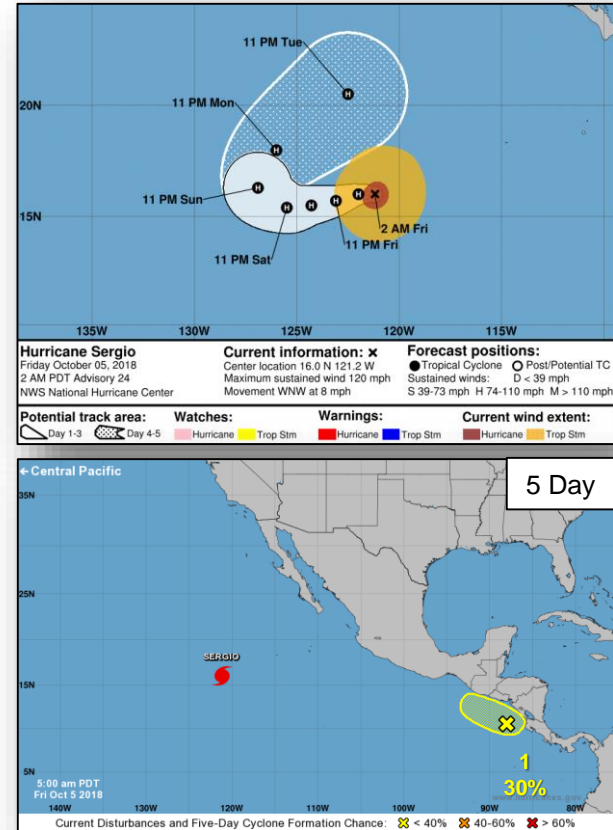 11 PM Tue
20N
11 PM Mon
H
H
H
11 PM Sun
H
H
H
H
15N
2 AM Fri
11 PM Fri
11 PM Sat
135W 130W 125W 120W 115W
Hurricane Sergio
Friday October 05, 2018
2 AM PDT Advisory 24
NWS National Hurricane Center
Current information: ×
Center location 16.0 N 121.2 W
Maximum sustained wind 120 mph
Movement WNW at 8 mph
Forecast positions:
● Tropical Cyclone ○ Post/Potential TC
Sustained winds: D < 39 mph
S 39-73 mph H 74-110 mph M > 110 mph
Potential track area:
Day 1-3 Day 4-5
Watches:
Hurricane Trop Stm
Warnings:
Hurricane Trop Stm
Current wind extent:
Hurricane Trop Stm
←Central Pacific
5 Day
35N
25N
SERGIO
15N
1
30%
5N
5:00 am PDT
Fri Oct 5 2018
www.hurricanes.gov
140W 130W 120W 110W 100W 90W 80W
Current Disturbances and Five-Day Cyclone Formation Chance: < 40% 40-60% > 60%